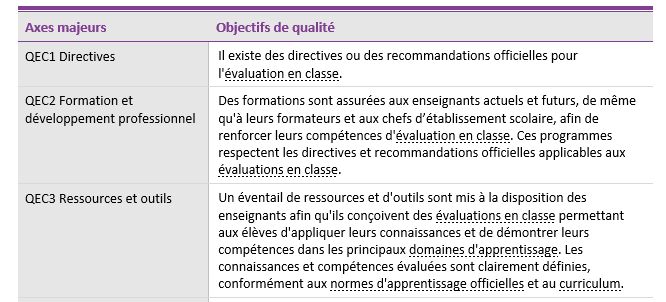 Axes majeurs
Objectifs de qualité
QEC1 Directives
Il existe des directives ou des recommandations officielles pour
l'évaluation en classe.
QEC2 Formation et
développement professionnel
Des formations sont assurées aux enseignants actuels et futurs, de même
qu'à leurs formateurs et aux chefs d’établissement scolaire, afin de
renforcer leurs compétences d'évaluation en classe. Ces programmes
respectent les directives et recommandations officielles applicables aux
évaluations en classe.
QEC3 Ressources et outils
Un éventail de ressources et d'outils sont mis à la disposition des
enseignants afin qu'ils conçoivent des évaluations en classe permettant
aux élèves d'appliquer leurs connaissances et de démontrer leurs
compétences dans les principaux domaines d'apprentissage. Les
connaissances et compétences évaluées sont clairement définies,
conformément aux normes d'apprentissage officielles et au curriculum.